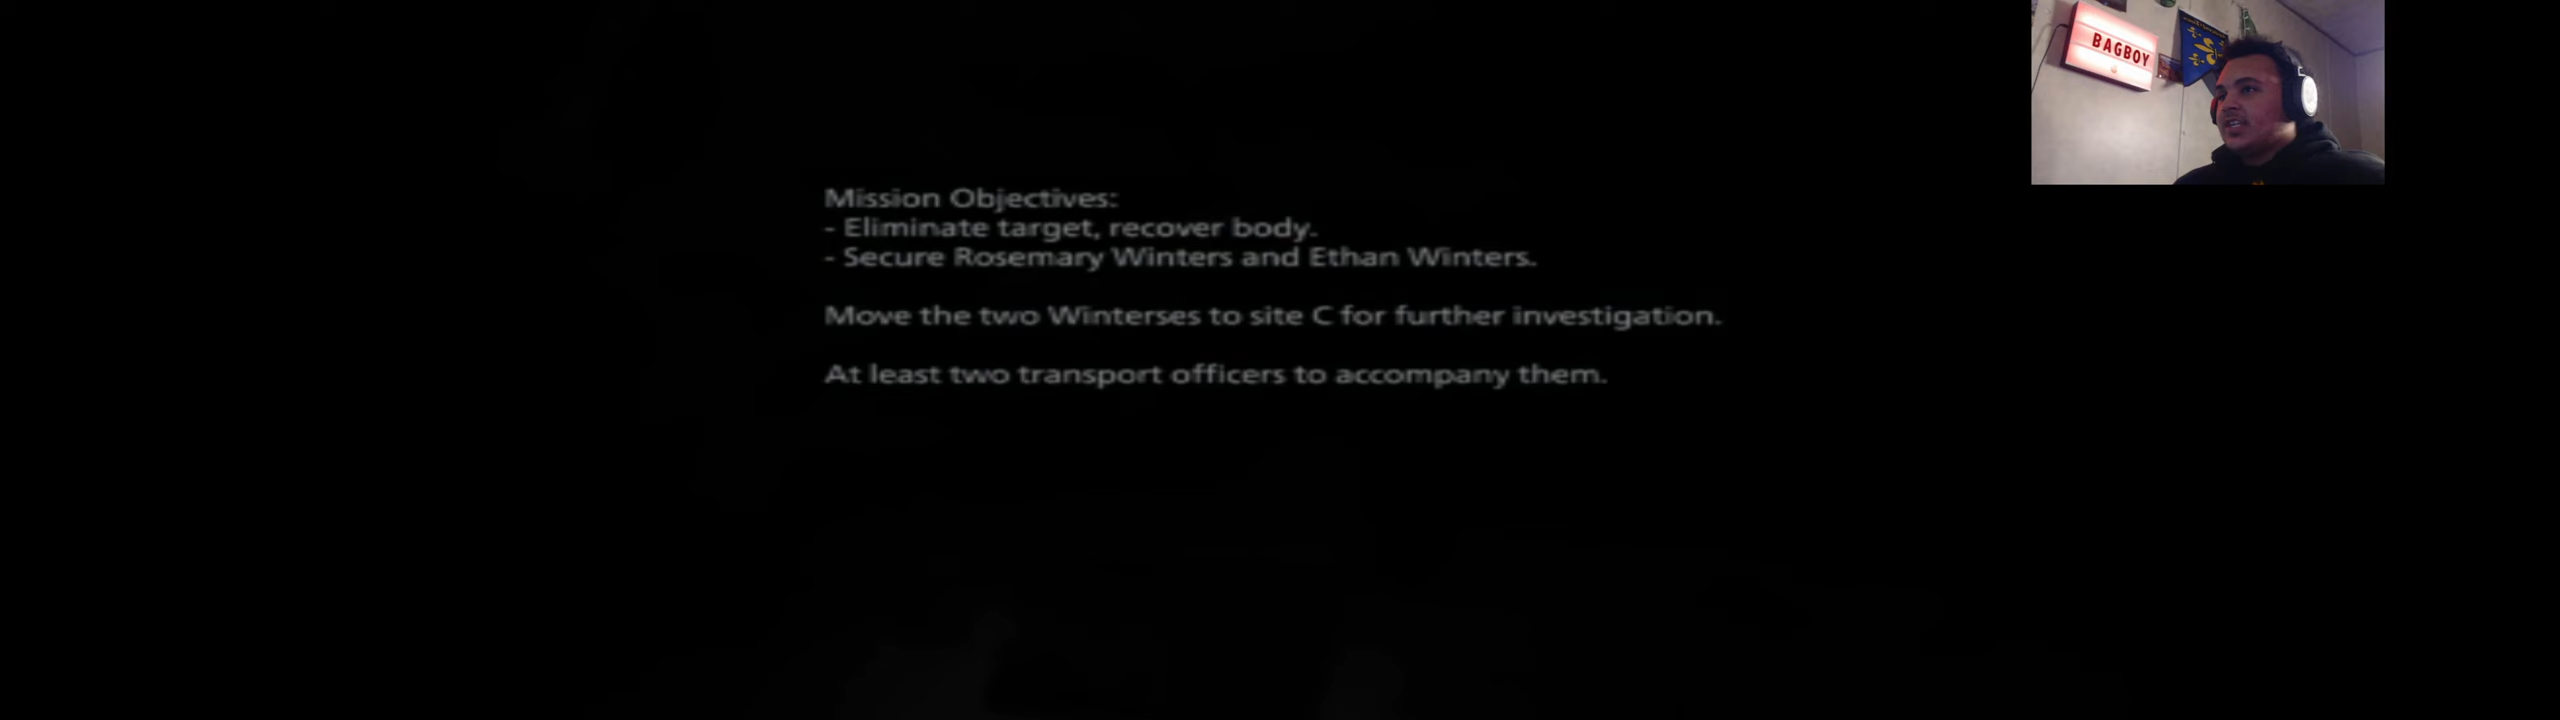 Mission Objectives:
- Eliminate target, recover body.
- Secure Rosemary Winters and Ethan Winters.
Move the two Winterses to site C for further investigation.
At least two transport officers to accompany them.
BAGBOY